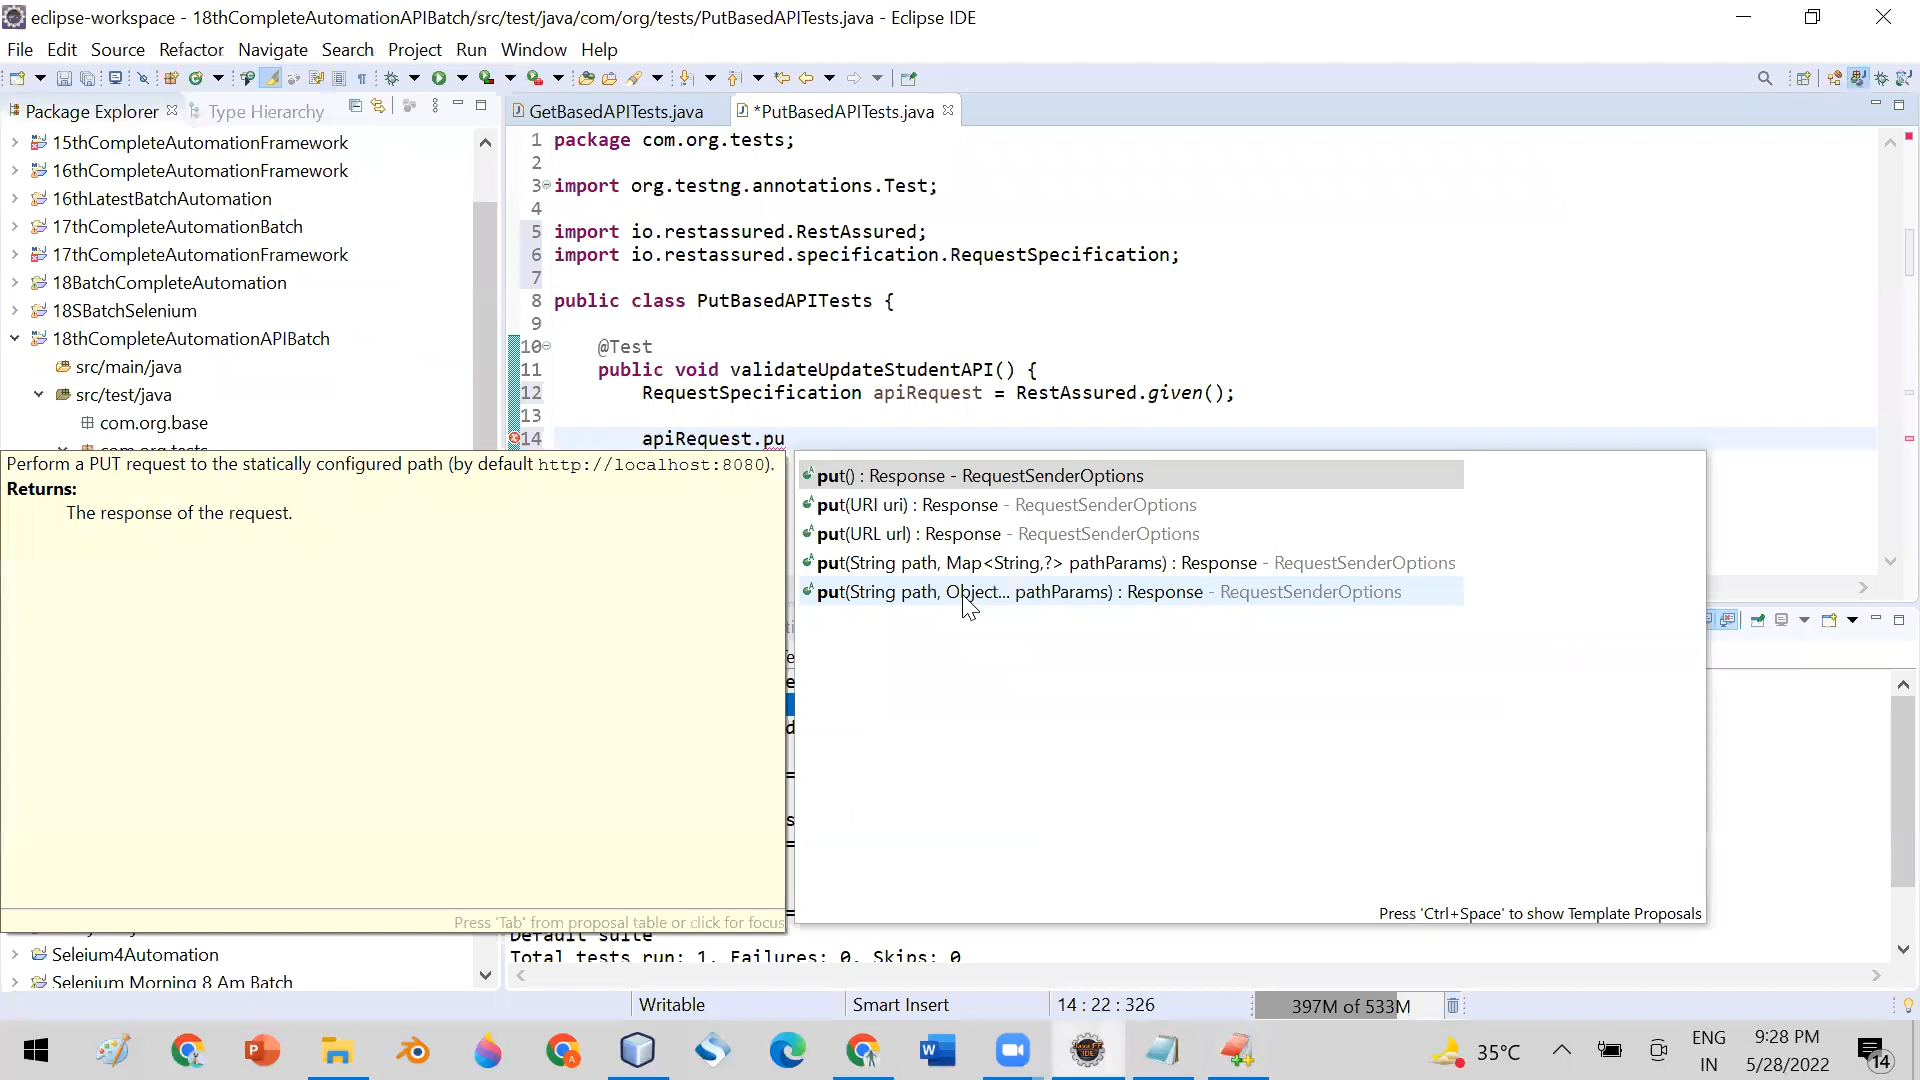 eclipse-workspace - 18thCompleteAutomationAPIBatch/src/test/java/com/org/tests/PutBasedAPITests.java - Eclipse IDE
File Edit Source Refactor Navigate Search Project Run Window Help
Package Explorer Type Hierarchy
15thCompleteAutomationFramework
16thCompleteAutomationFramework
16thLatestBatchAutomation
17thCompleteAutomationBatch
17thCompleteAutomationFramework
18BatchCompleteAutomation
18SBatchSelenium
18thCompleteAutomationAPIBatch
src/main/java
src/test/java
com.org.base
GetBasedAPITests.java *PutBasedAPITests.java
1 package com.org.tests;
2
3 import org.testng.annotations.Test;
4
5 import io.restassured.RestAssured;
6 import io.restassured.specification.RequestSpecification;
7
8 public class PutBasedAPITests {
9
10 @Test
11 public void validateUpdateStudentAPI() {
12 RequestSpecification apiRequest = RestAssured.given();
13
14 apiRequest.pu
Perform a PUT request to the statically configured path (by default http://localhost:8080).
Returns:
The response of the request.
Press 'Tab' from proposal table or click for focus
put() : Response - RequestSenderOptions
put(URI uri) : Response - RequestSenderOptions
put(URL url) : Response - RequestSenderOptions
put(String path, Map<String,?> pathParams) : Response - RequestSenderOptions
put(String path, Object... pathParams) : Response - RequestSenderOptions
Press 'Ctrl+Space' to show Template Proposals
Seleium4Automation
Selenium Morning 8 Am Batch
Default suite
Total tests run: 1, Failures: 0, Skips: 0
Writable Smart Insert 14 : 22 : 326 397M of 533M
35°C ENG IN 9:28 PM 5/28/2022 14